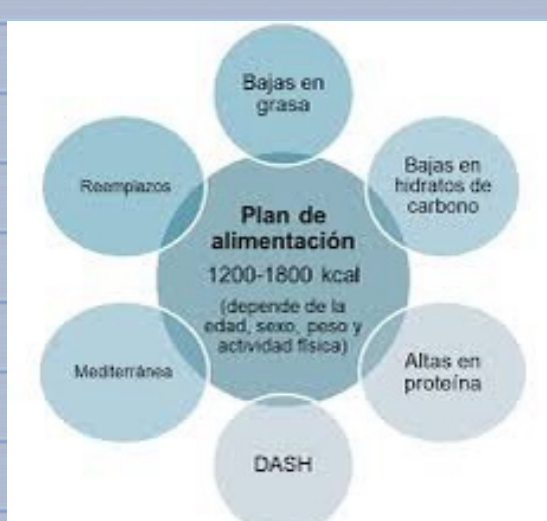 Bajas en
grasa
Bajas en
hidratos de
carbono
Altas en
proteína
DASH
Mediterránea
Reemplazos
Plan de
alimentación
1200-1800 kcal
(depende de la
edad, sexo, peso y
actividad física)